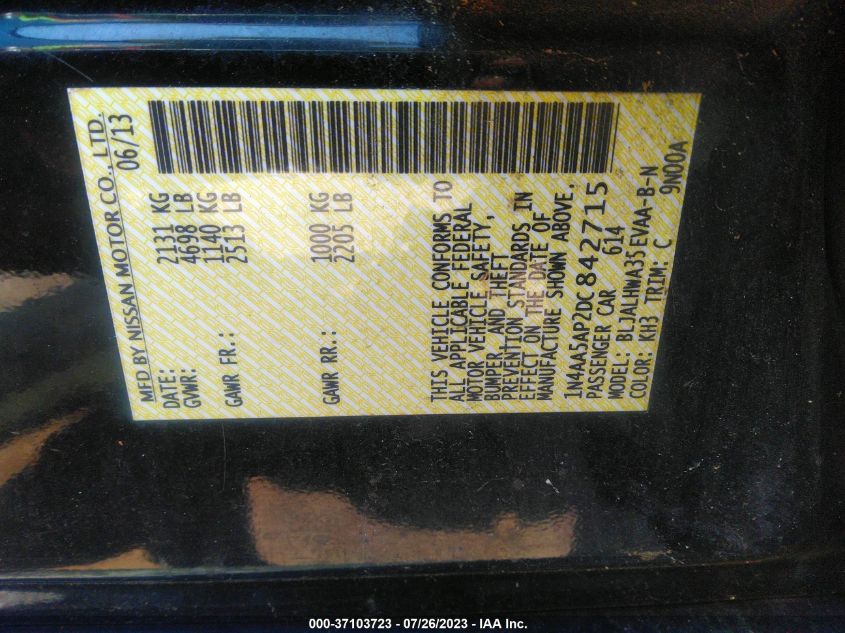 MFD BY NISSAN MOTOR CO., LTD.
DATE: 06/13
GVWR: 2131 KG
4698 LB
GAWR FR.: 1140 KG
2513 LB
GAWR RR.: 1000 KG
2205 LB
THIS VEHICLE CONFORMS TO
ALL APPLICABLE FEDERAL
MOTOR VEHICLE SAFETY,
BUMPER, AND THEFT
PREVENTION STANDARDS IN
EFFECT ON THE DATE OF
MANUFACTURE SHOWN ABOVE.
1N4AA5AP2DC842715
PASSENGER CAR 614
MODEL: BLJALHWA35EVAA-B-N
COLOR: KH3 TRIM: C 9N00A
000-37103723 - 07/26/2023 - IAA Inc.